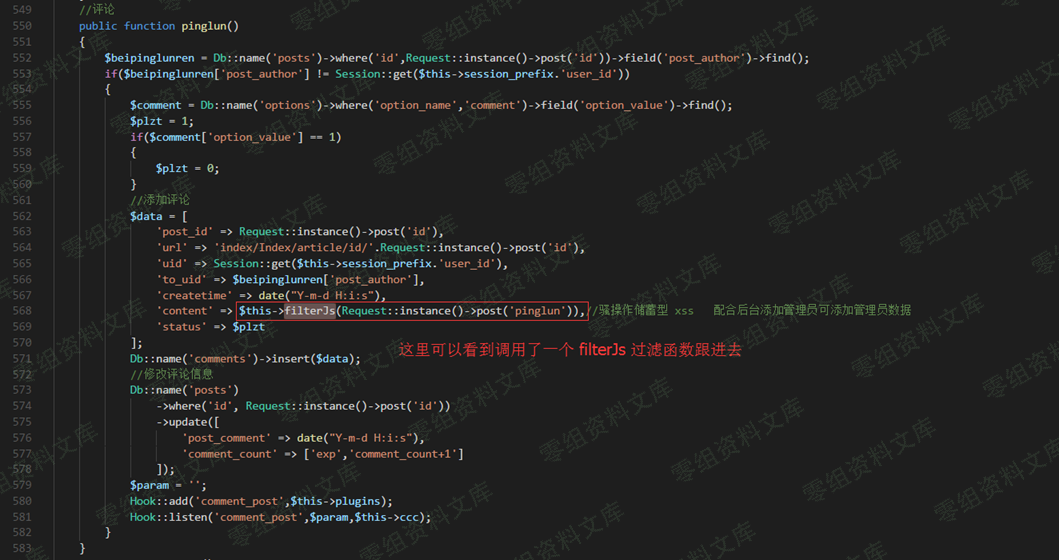 549 //评论
550 public function pinglun()
551 {
552 $beipinglunren = Db::name('posts')->where('id',Request::instance()->post('id'))->field('post_author')->find();
553 if($beipinglunren['post_author'] != Session::get($this->session_prefix.'user_id'))
554 {
555 $comment = Db::name('options')->where('option_name','comment')->field('option_value')->find();
556 $plzt = 1;
557 if($comment['option_value'] == 1)
558 {
559 $plzt = 0;
560 }
561 //添加评论
562 $data = [
563 'post_id' => Request::instance()->post('id'),
564 'url' => 'index/Index/article/id/'.Request::instance()->post('id'),
565 'uid' => Session::get($this->session_prefix.'user_id'),
566 'to_uid' => $beipinglunren['post_author'],
567 'createtime' => date("Y-m-d H:i:s"),
568 'content' => $this->filterJs(Request::instance()->post('pinglun')),//骚操作储蓄型 xss 配合后台添加管理员可添加管理员数据
569 'status' => $plzt
570 ];
这里可以看到调用了一个 filterJs 过滤函数跟进去
571 Db::name('comments')->insert($data);
572 //修改评论信息
573 Db::name('posts')
574 ->where('id', Request::instance()->post('id'))
575 ->update([
576 'post_comment' => date("Y-m-d H:i:s"),
577 'comment_count' => ['exp','comment_count+1']
578 ]);
579 $param = '';
580 Hook::add('comment_post',$this->plugins);
581 Hook::listen('comment_post',$param,$this->ccc);
582 }
583 }
零组资料文库